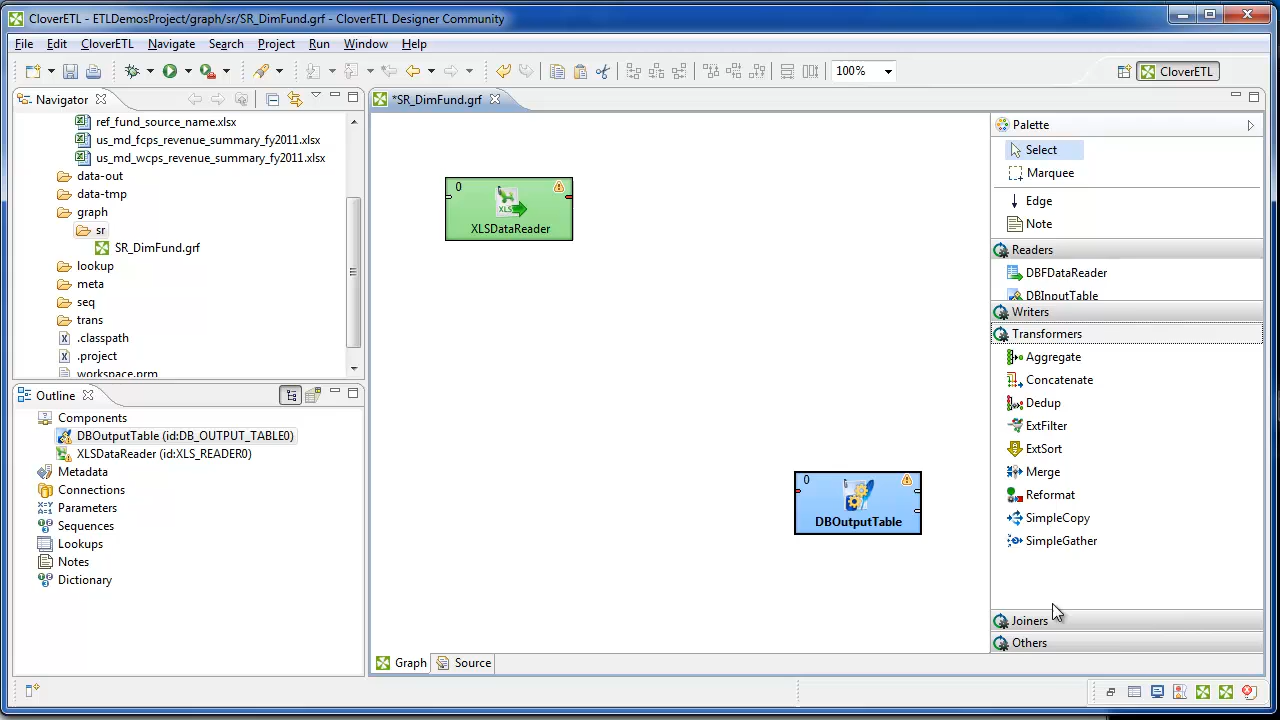 CloverETL - ETLDemosProject/graph/sr/SR_DimFund.grf - CloverETL Designer Community
File Edit CloverETL Navigate Search Project Run Window Help
100%
CloverETL
Navigator
ref_fund_source_name.xlsx
us_md_fcps_revenue_summary_fy2011.xlsx
us_md_wcps_revenue_summary_fy2011.xlsx
data-out
data-tmp
graph
sr
SR_DimFund.grf
lookup
meta
seq
trans
.classpath
.project
workspace.prm
Outline
Components
DBOutputTable (id:DB_OUTPUT_TABLE0)
XLSDataReader (id:XLS_READER0)
Metadata
Connections
Parameters
Sequences
Lookups
Notes
Dictionary
*SR_DimFund.grf
0
XLS
XLSDataReader
0
DBOutputTable
Graph
Source
Palette
Select
Marquee
Edge
Note
Readers
DBFDataReader
DBInputTable
Writers
Transformers
Aggregate
Concatenate
Dedup
ExtFilter
ExtSort
Merge
Reformat
SimpleCopy
SimpleGather
Joiners
Others